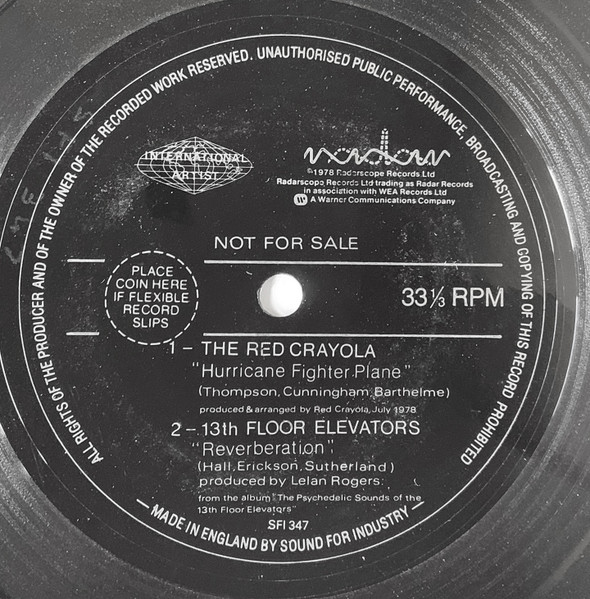 ALL RIGHTS OF THE PRODUCER AND OF THE OWNER OF THE RECORDED WORK RESERVED. UNAUTHORISED PUBLIC PERFORMANCE, BROADCASTING AND COPYING OF THIS RECORD PROHIBITED
INTERNATIONAL
ARTIST
radar
©1978 Radarscope Records Ltd
Radarscope Records Ltd trading as Radar Records
in association with WEA Records Ltd
A Warner Communications Company
NOT FOR SALE
PLACE
COIN HERE
IF FLEXIBLE
RECORD
SLIPS
33⅓ RPM
1 – THE RED CRAYOLA
"Hurricane Fighter Plane"
(Thompson, Cunningham, Barthelme)
produced & arranged by Red Crayola, July 1978
2 – 13th FLOOR ELEVATORS
"Reverberation"
(Hall, Erickson, Sutherland)
produced by Lelan Rogers
from the album "The Psychedelic Sounds of the
13th Floor Elevators"
SFI 347
— MADE IN ENGLAND BY SOUND FOR INDUSTRY —